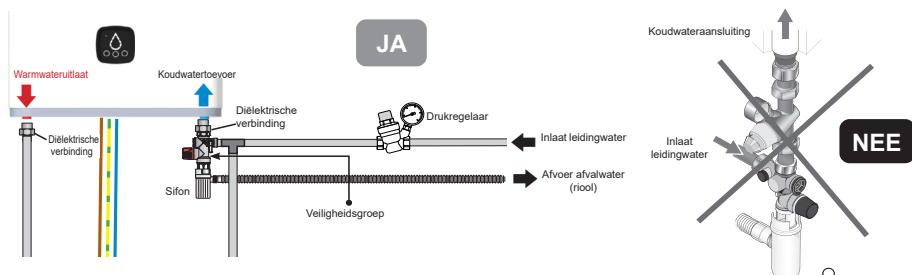 JA
Warmwateruitlaat
Koudwatertoevoer
Diëlektrische
verbinding
Diëlektrische
verbinding
Drukregelaar
Inlaat leidingwater
Afvoer afvalwater
(riool)
Sifon
Veiligheidsgroep
Koudwateraansluiting
Inlaat
leidingwater
NEE